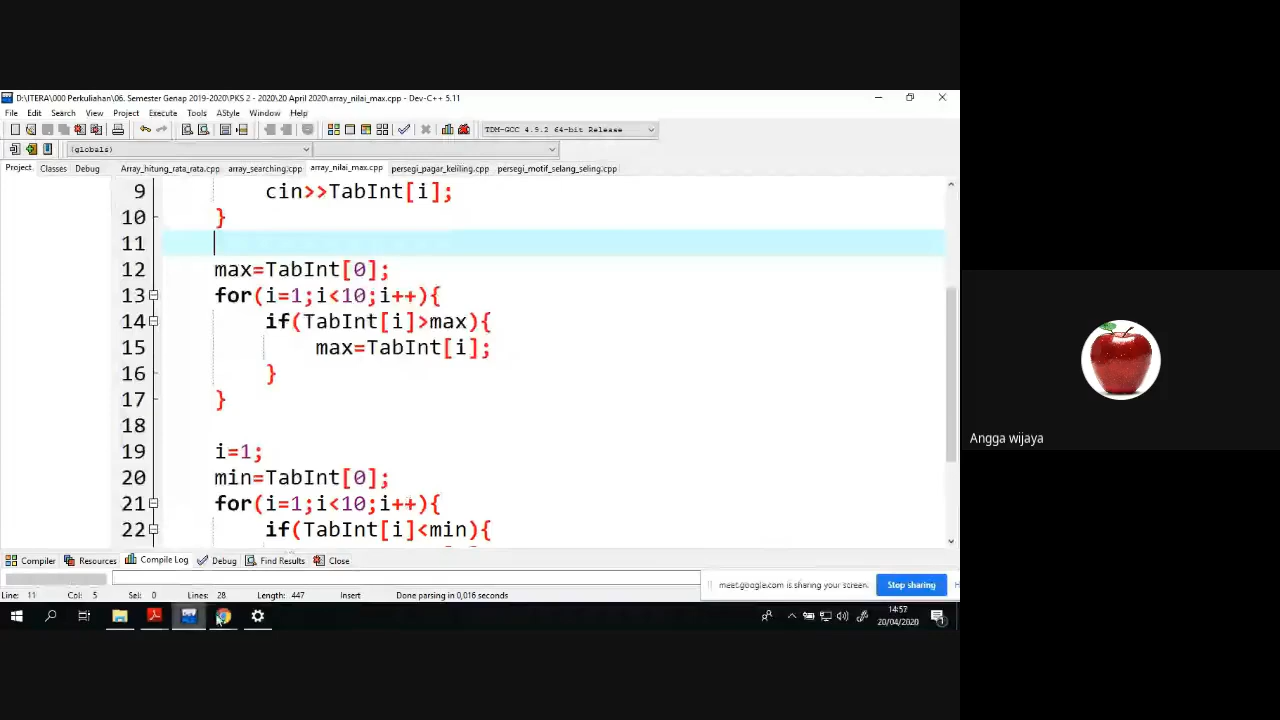 D:\ITERA\000 Perkuliahan\06. Semester Genap 2019-2020\PKS 2 - 2020\20 April 2020\array_nilai_max.cpp - Dev-C++ 5.11
File Edit Search View Project Execute Tools AStyle Window Help
TDM-GCC 4.9.2 64-bit Release
(globals)
Project Classes Debug Array_hitung_rata_rata.cpp array_searching.cpp array_nilai_max.cpp persegi_pagar_keliling.cpp persegi_motif_selang_seling.cpp
9 cin>>TabInt[i];
10 }
11
12 max=TabInt[0];
13 for(i=1;i<10;i++){
14 if(TabInt[i]>max){
15 max=TabInt[i];
16 }
17 }
18
19 i=1;
20 min=TabInt[0];
21 for(i=1;i<10;i++){
22 if(TabInt[i]<min){
Compiler Resources Compile Log Debug Find Results Close
meet.google.com is sharing your screen. Stop sharing
Line: 11 Col: 5 Sel: 0 Lines: Length: 447 Insert Done parsing in 0,016 seconds
14:57
20/04/2020
Angga wijaya